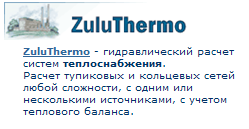 ZuluThermo
ZuluThermo - гидравлический расчет
систем теплоснабжения.
Расчет тупиковых и кольцевых сетей
любой сложности, с одним или
несколькими источниками, с учетом
теплового баланса.